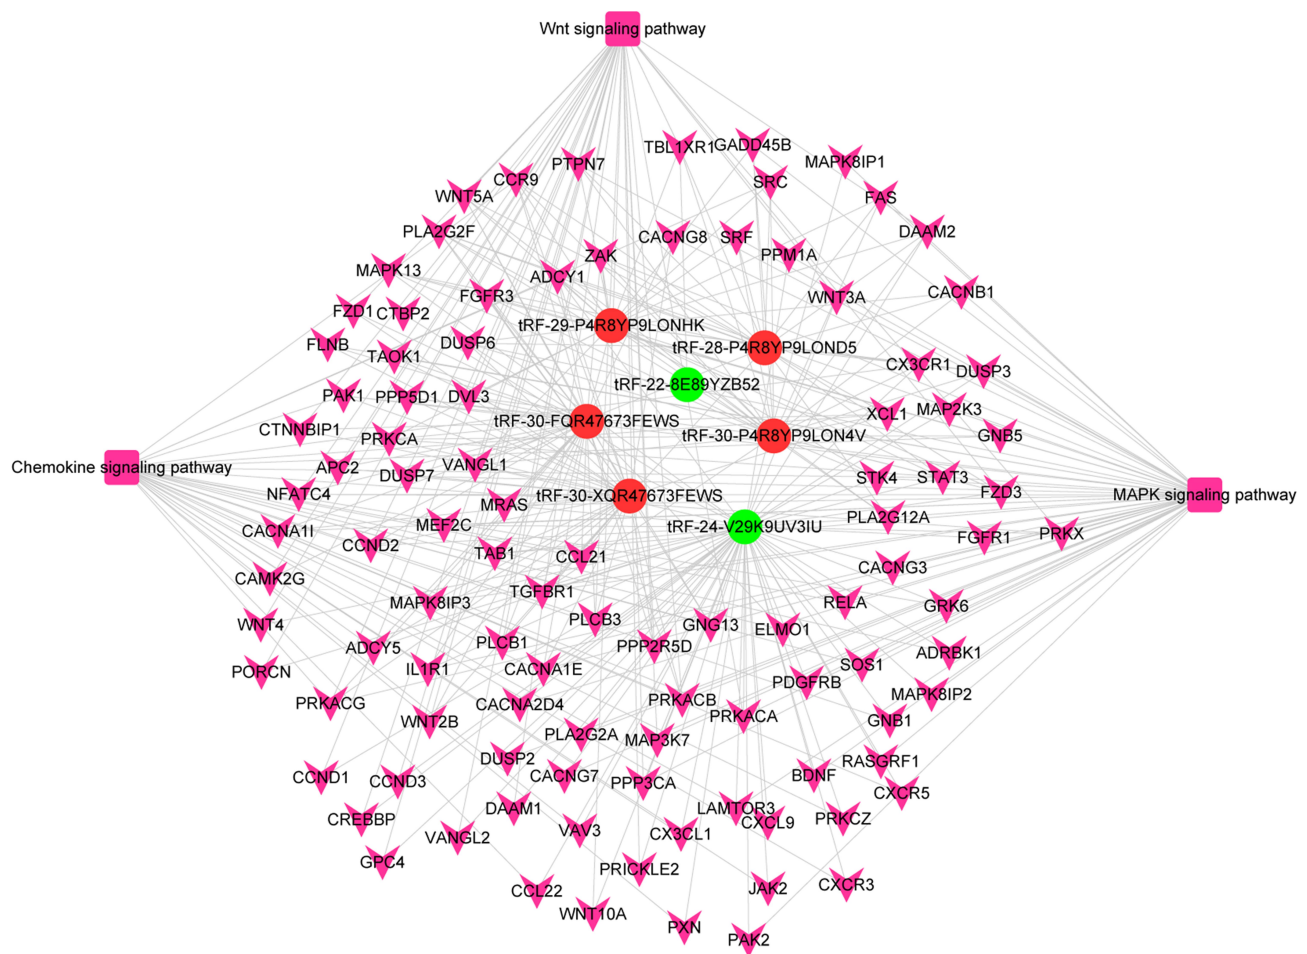 Wnt signaling pathway
TBL1XR1
GADD45B
MAPK8IP1
PTPN7
CCR9
SRC
FAS
WNT5A
PLA2G2F
CACNG8
SRF
DAAM2
ZAK
PPM1A
MAPK13
ADCY1
FGFR3
WNT3A
CACNB1
FZD1
CTBP2
tRF-29-P4R8YP9LONHK
FLNB
DUSP6
tRF-28-P4R8YP9LOND5
TAOK1
CX3CR1
DUSP3
tRF-22-8E89YZB52
PAK1
PPP5D1
DVL3
XCL1
MAP2K3
CTNNBIP1
tRF-30-FQR47673FEWS
tRF-30-P4R8YP9LON4V
GNB5
PRKCA
Chemokine signaling pathway
APC2
DUSP7
VANGL1
STK4
STAT3
NFATC4
MRAS
tRF-30-XQR47673FEWS
FZD3
MAPK signaling pathway
CACNA1I
MEF2C
tRF-24-V29K9UV3IU
PLA2G12A
FGFR1
PRKX
CCND2
TAB1
CCL21
CACNG3
CAMK2G
MAPK8IP3
TGFBR1
RELA
GRK6
WNT4
PLCB3
GNG13
ELMO1
ADCY5
PLCB1
PPP2R5D
ADRBK1
PORCN
IL1R1
CACNA1E
SOS1
PDGFRB
MAPK8IP2
PRKACG
CACNA2D4
PRKACB
PRKACA
WNT2B
GNB1
PLA2G2A
MAP3K7
DUSP2
RASGRF1
CCND1
CCND3
CACNG7
PPP3CA
BDNF
CXCR5
CREBBP
DAAM1
LAMTOR3
CXCL9
PRKCZ
VANGL2
VAV3
CX3CL1
GPC4
PRICKLE2
CCL22
JAK2
CXCR3
WNT10A
PXN
PAK2